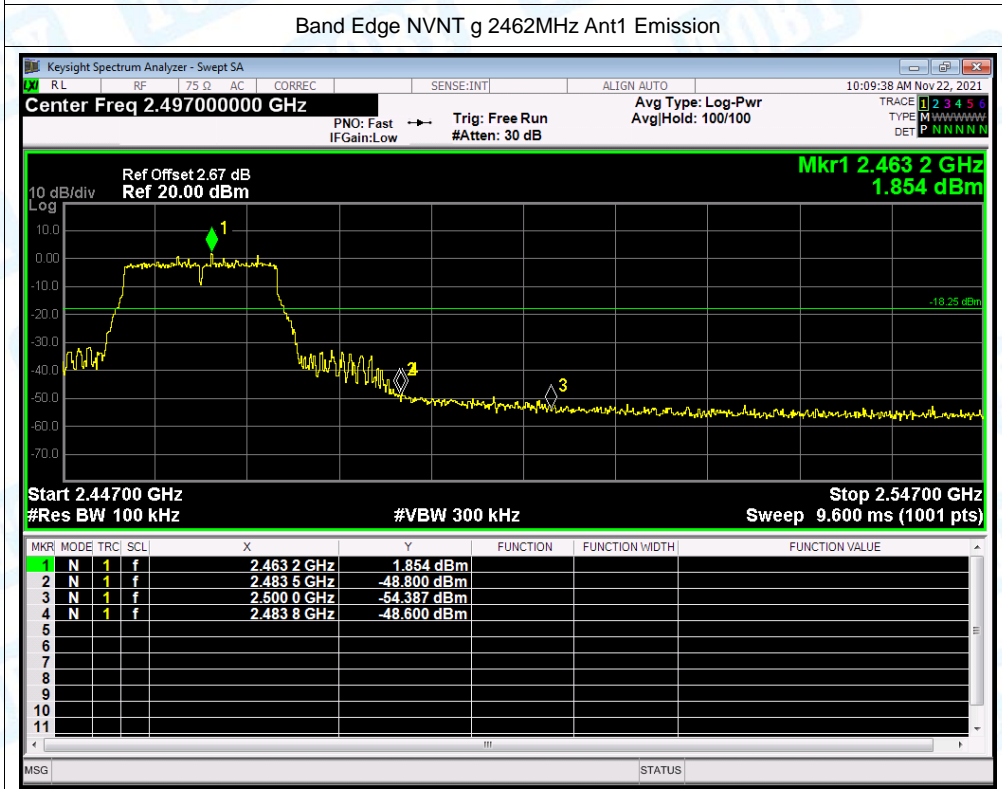 Band Edge NVNT g 2462MHz Ant1 Emission
Keysight Spectrum Analyzer - Swept SA
LXI RL RF 75 Ω AC CORREC SENSE:INT ALIGN AUTO 10:09:38 AM Nov 22, 2021
Center Freq 2.497000000 GHz Avg Type: Log-Pwr TRACE 1 2 3 4 5 6
PNO: Fast Trig: Free Run Avg|Hold: 100/100 TYPE M WWWWW
IFGain:Low #Atten: 30 dB DET P N N N N N
Mkr1 2.463 2 GHz
Ref Offset 2.67 dB
10 dB/div Ref 20.00 dBm 1.854 dBm
Log
10.0
1
0.00
-10.0
-18.25 dBm
-20.0
-30.0
-40.0
2 4
3
-50.0
-60.0
-70.0
Start 2.44700 GHz Stop 2.54700 GHz
#Res BW 100 kHz #VBW 300 kHz Sweep 9.600 ms (1001 pts)
MKR MODE TRC SCL X Y FUNCTION FUNCTION WIDTH FUNCTION VALUE
1 N 1 f 2.463 2 GHz 1.854 dBm
2 N 1 f 2.483 5 GHz -48.800 dBm
3 N 1 f 2.500 0 GHz -54.387 dBm
4 N 1 f 2.483 8 GHz -48.600 dBm
5
6
7
8
9
10
11
MSG STATUS